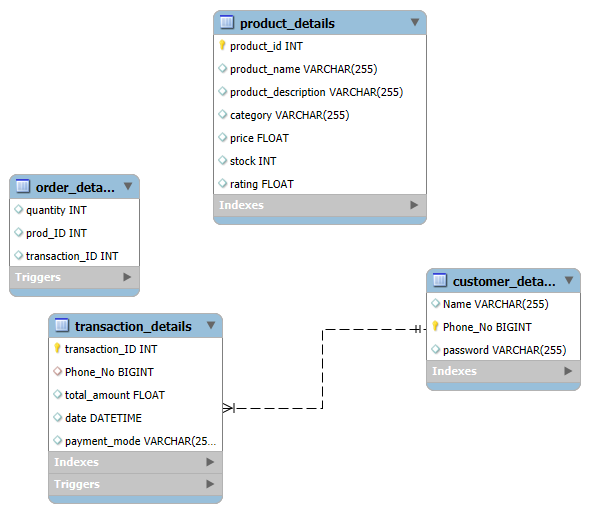 product_details
product_id INT
product_name VARCHAR(255)
product_description VARCHAR(255)
category VARCHAR(255)
price FLOAT
stock INT
rating FLOAT
Indexes
order_deta...
quantity INT
prod_ID INT
transaction_ID INT
Triggers
customer_deta...
Name VARCHAR(255)
Phone_No BIGINT
password VARCHAR(255)
Indexes
transaction_details
transaction_ID INT
Phone_No BIGINT
total_amount FLOAT
date DATETIME
payment_mode VARCHAR(25...
Indexes
Triggers